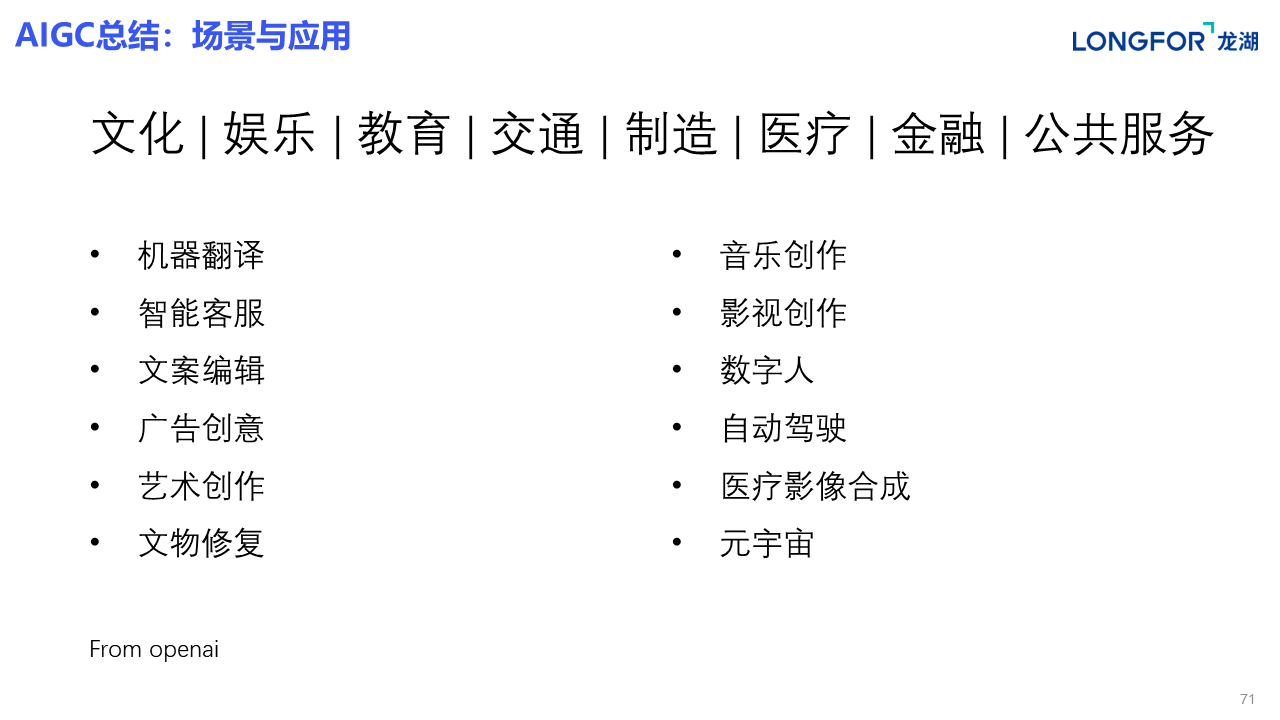 AIGC总结：场景与应用
LONGFOR 龙湖
文化 | 娱乐 | 教育 | 交通 | 制造 | 医疗 | 金融 | 公共服务
• 机器翻译
• 智能客服
• 文案编辑
• 广告创意
• 艺术创作
• 文物修复
• 音乐创作
• 影视创作
• 数字人
• 自动驾驶
• 医疗影像合成
• 元宇宙
From openai
71